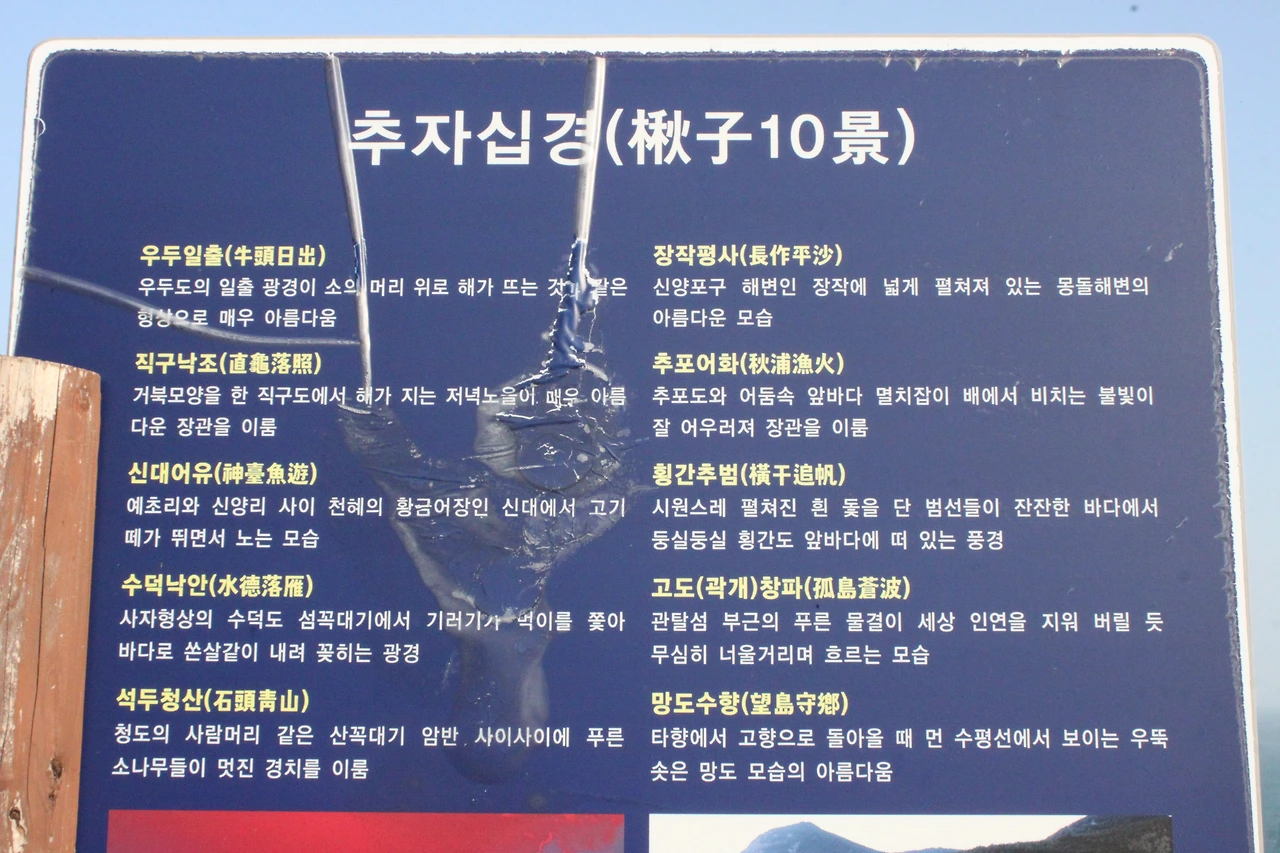 추자십경(楸子10景)
우두일출(牛頭日出)
우두도의 일출 광경이 소의 머리 위로 해가 뜨는 것 같은
형상으로 매우 아름다움
직구낙조(直龜落照)
거북모양을 한 직구도에서 해가 지는 저녁노을이 매우 아름
다운 장관을 이룸
신대어유(神臺魚遊)
예초리와 신양리 사이 천혜의 황금어장인 신대에서 고기
떼가 뛰면서 노는 모습
수덕낙안(水德落雁)
사자형상의 수덕도 섬꼭대기에서 기러기가 먹이를 쫓아
바다로 쏜살같이 내려 꽂히는 광경
석두청산(石頭靑山)
청도의 사람머리 같은 산꼭대기 암반 사이사이에 푸른
소나무들이 멋진 경치를 이룸
장작평사(長作平沙)
신양포구 해변인 장작에 넓게 펼쳐져 있는 몽돌해변의
아름다운 모습
추포어화(秋浦漁火)
추포도와 어둠속 앞바다 멸치잡이 배에서 비치는 불빛이
잘 어우러져 장관을 이룸
횡간추범(橫干追帆)
시원스레 펼쳐진 흰 돛을 단 범선들이 잔잔한 바다에서
둥실둥실 횡간도 앞바다에 떠 있는 풍경
고도(곽개)창파(孤島蒼波)
관탈섬 부근의 푸른 물결이 세상 인연을 지워 버릴 듯
무심히 너울거리며 흐르는 모습
망도수향(望島守鄕)
타향에서 고향으로 돌아올 때 먼 수평선에서 보이는 우뚝
솟은 망도 모습의 아름다움